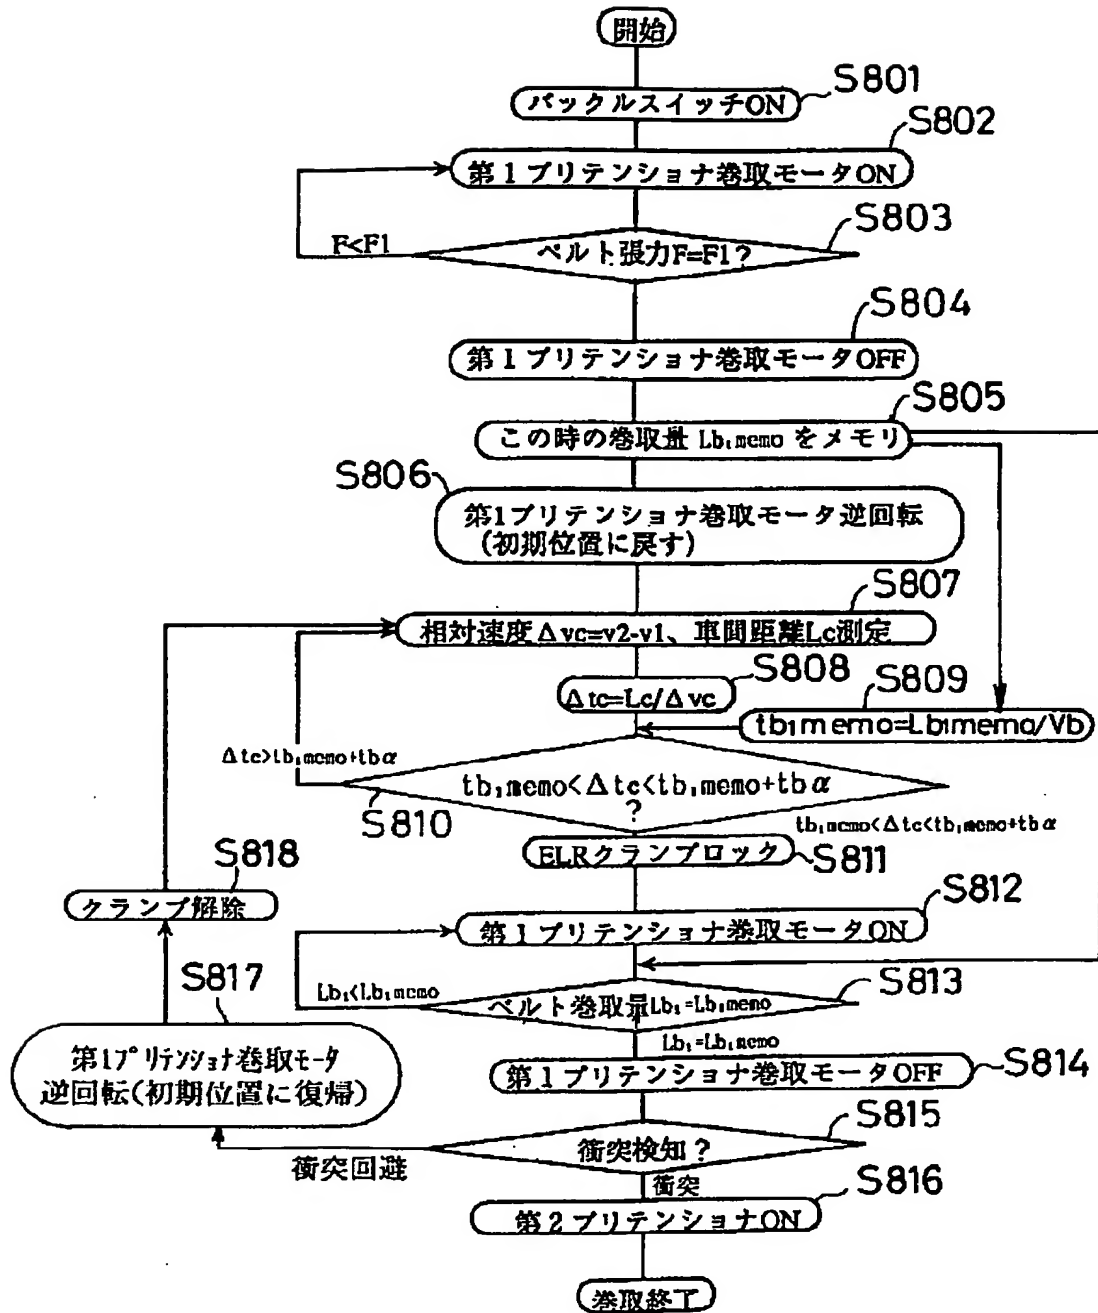 開始
S801
バックルスイッチON
S802
第1プリテンショナ巻取モータON
S803
F<F1
ベルト張力F=F1?
S804
第1プリテンショナ巻取モータOFF
S805
この時の巻取量 Lb₁memo をメモリ
S806
第1プリテンショナ巻取モータ逆回転
(初期位置に戻す)
S807
相対速度Δvc=v2-v1、車間距離Lc測定
S808
Δtc=Lc/Δvc
S809
tb₁memo=Lb₁memo/Vb
Δtc>tb₁memo+tbα
tb₁memo<Δtc<tb₁memo+tbα
?
S810
tb₁memo<Δtc<tb₁memo+tbα
ELRクランプロック
S811
S818
クランプ解除
S812
第1プリテンショナ巻取モータON
S817
Lb₁<Lb₁memo
S813
ベルト巻取量Lb₁=Lb₁memo
Lb₁=Lb₁memo
第1プリテンショナ巻取モータ
逆回転(初期位置に復帰)
第1プリテンショナ巻取モータOFF
S814
S815
衝突検知?
衝突回避
衝突
S816
第2プリテンショナON
巻取終了